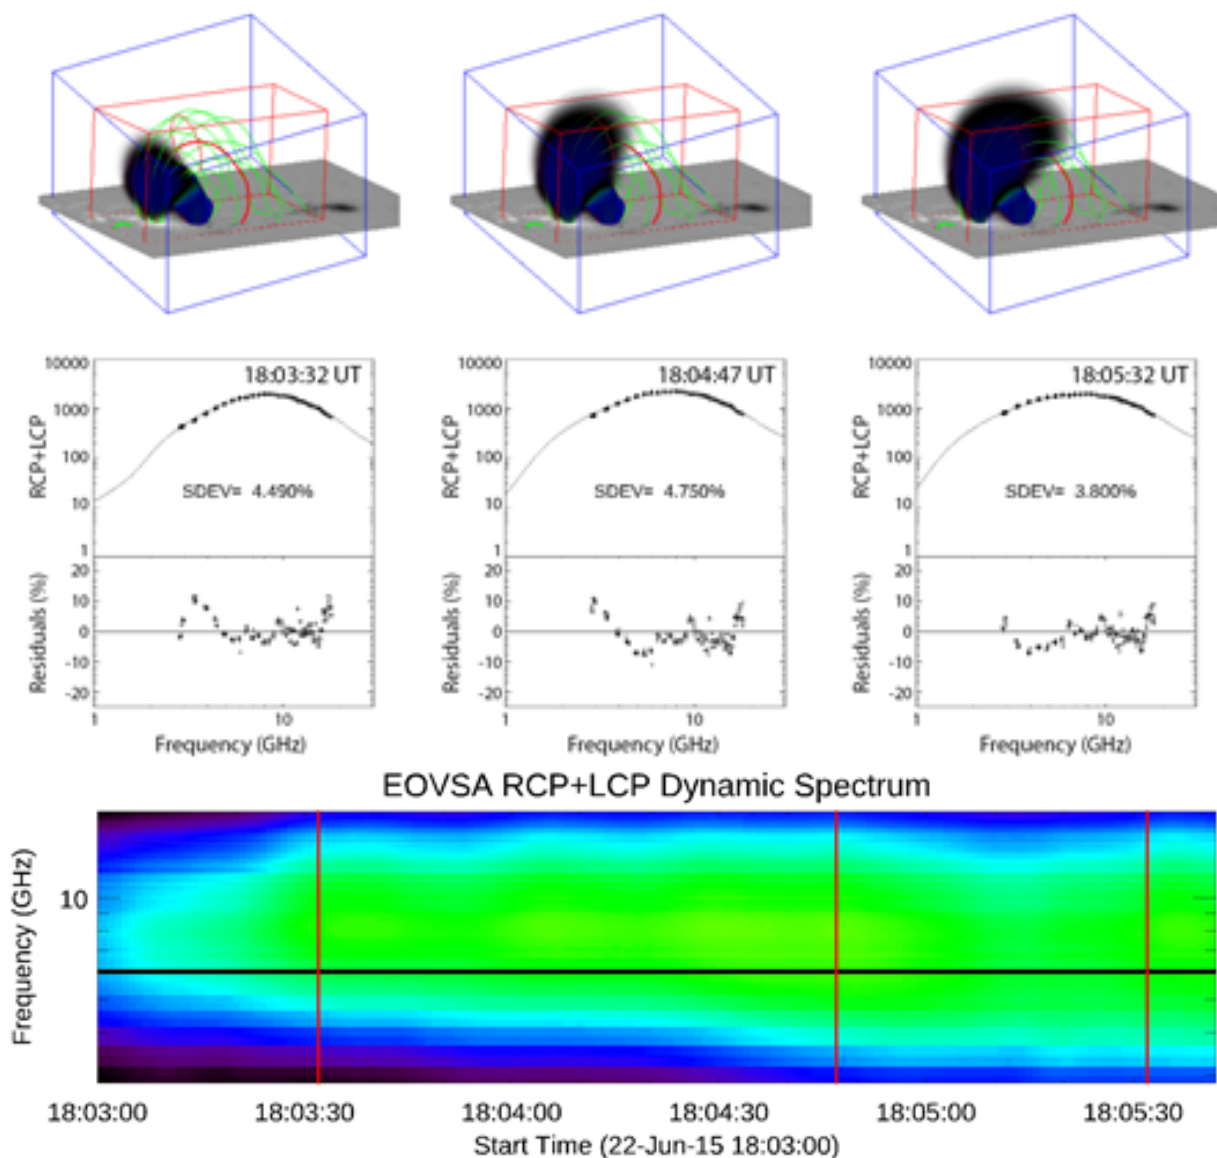 10000
1000
100
10
1
RCP+LCP
18:03:32 UT
SDEV= 4.490%
20
10
0
-10
-20
Residuals (%)
1
10
Frequency (GHz)
10000
1000
100
10
1
RCP+LCP
18:04:47 UT
SDEV= 4.750%
20
10
0
-10
-20
Residuals (%)
1
10
Frequency (GHz)
10000
1000
100
10
1
RCP+LCP
18:05:32 UT
SDEV= 3.800%
20
10
0
-10
-20
Residuals (%)
1
10
Frequency (GHz)
EOVSA RCP+LCP Dynamic Spectrum
Frequency (GHz)
10
18:03:00 18:03:30 18:04:00 18:04:30 18:05:00 18:05:30
Start Time (22-Jun-15 18:03:00)